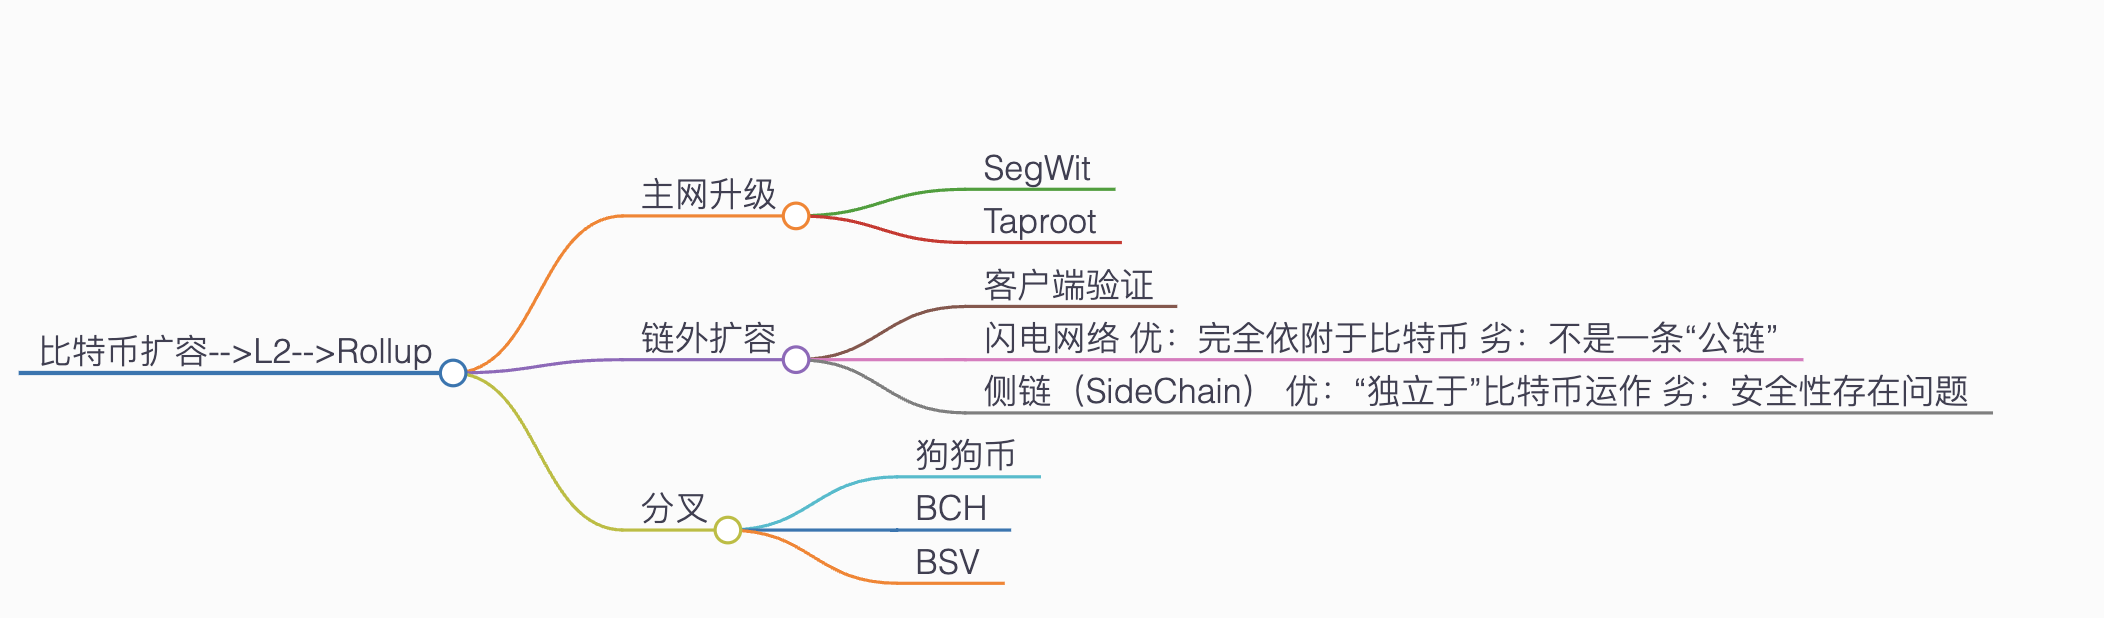 比特币扩容-->L2-->Rollup
主网升级
SegWit
Taproot
链外扩容
客户端验证
闪电网络 优：完全依附于比特币 劣：不是一条“公链”
侧链（SideChain） 优：“独立于”比特币运作 劣：安全性存在问题
分叉
狗狗币
BCH
BSV